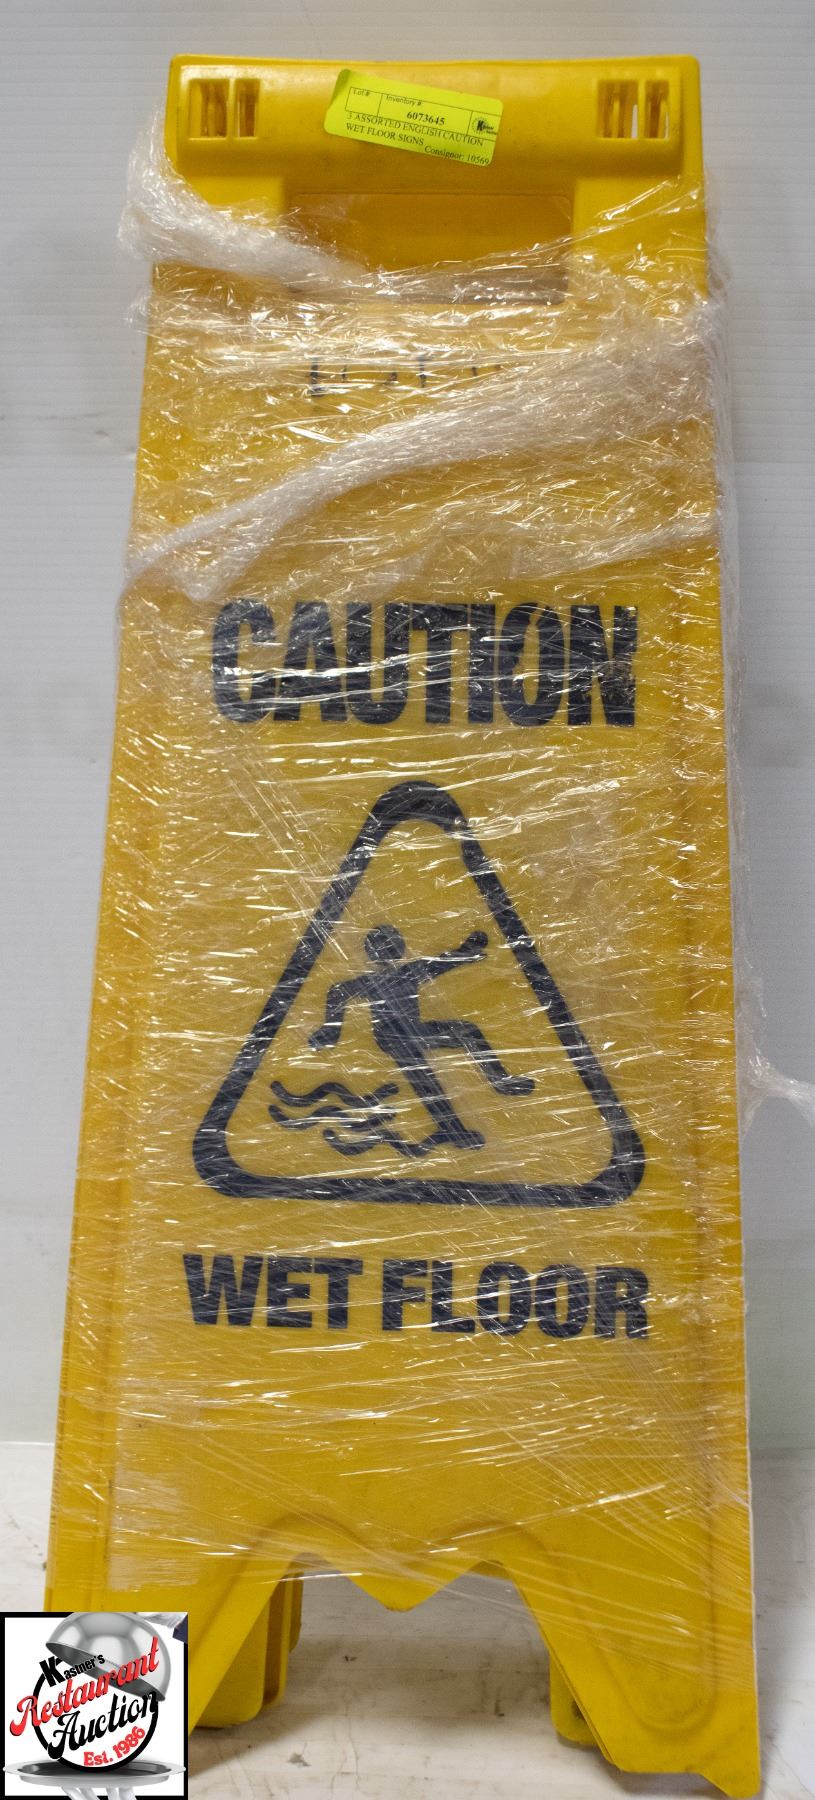 Lot # Inventory #
6073645
3 ASSORTED ENGLISH CAUTION
WET FLOOR SIGNS
Consignor: 10569
CAUTION
WET FLOOR
Kastner's
Restaurant
Auction
Est. 1986